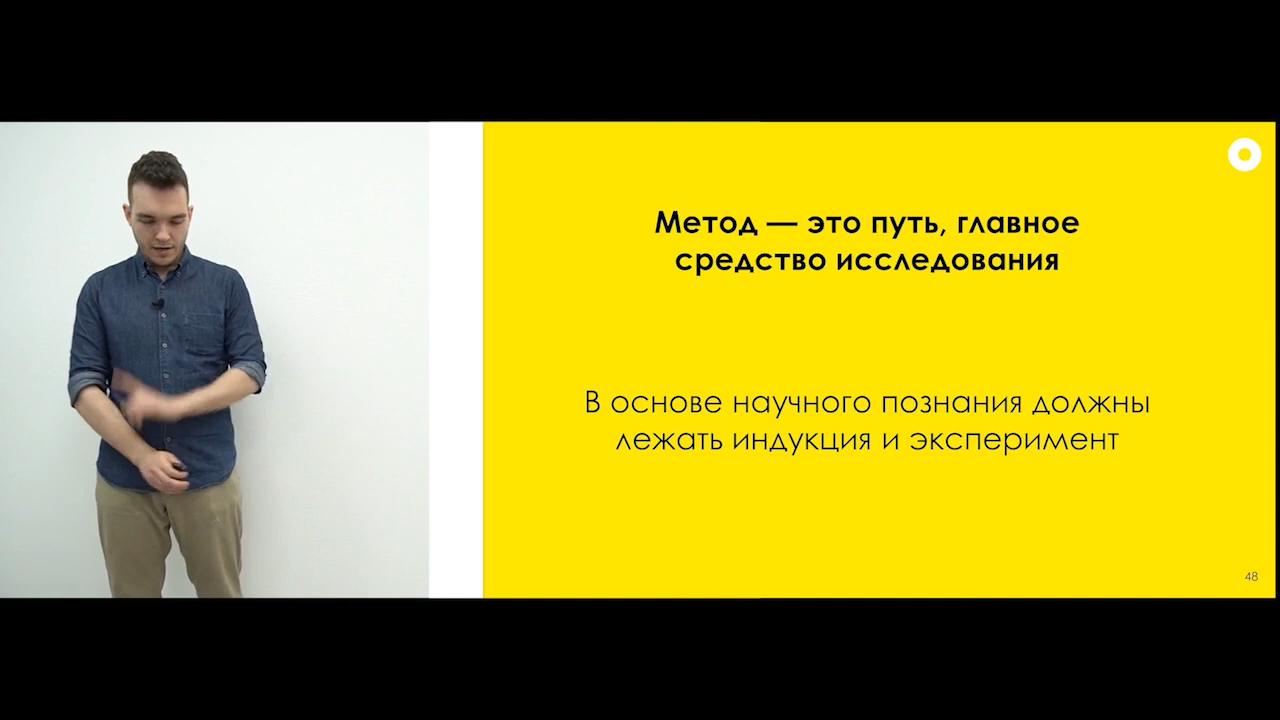 Метод — это путь, главное
средство исследования
В основе научного познания должны
лежать индукция и эксперимент
48